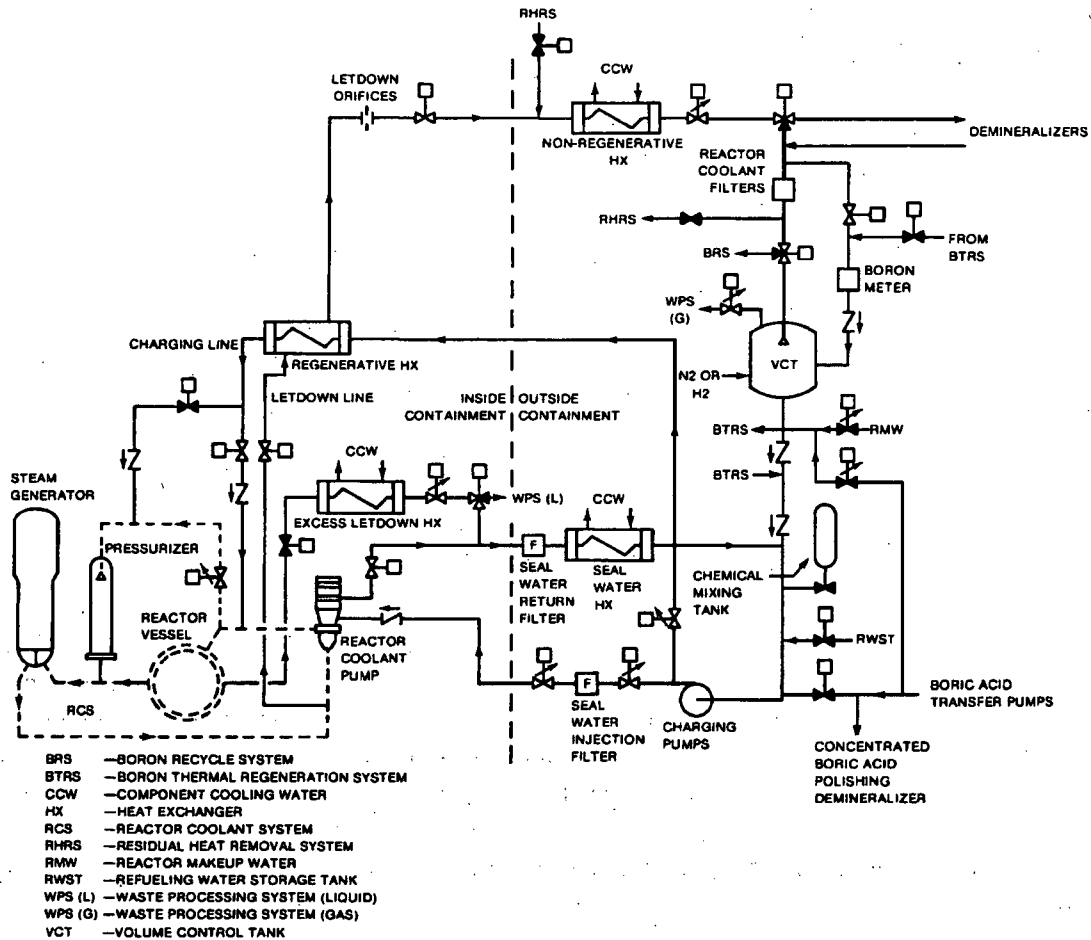 RHRS
CCW
LETDOWN
ORIFICES
NON-REGENERATIVE
HX
DEMINERALIZERS
REACTOR
COOLANT
FILTERS
RHRS
BRS
FROM
BTRS
BORON
METER
WPS
(G)
VCT
N2 OR
H2
CHARGING LINE
REGENERATIVE HX
LETDOWN LINE
INSIDE
CONTAINMENT
OUTSIDE
CONTAINMENT
BTRS
RMW
BTRS
STEAM
GENERATOR
CCW
WPS (L)
EXCESS LETDOWN HX
CCW
PRESSURIZER
F
SEAL
WATER
RETURN
FILTER
SEAL
WATER
HX
CHEMICAL
MIXING
TANK
REACTOR
VESSEL
REACTOR
COOLANT
PUMP
RWST
RCS
F
SEAL
WATER
INJECTION
FILTER
CHARGING
PUMPS
BORIC ACID
TRANSFER PUMPS
CONCENTRATED
BORIC ACID
POLISHING
DEMINERALIZER
BRS —BORON RECYCLE SYSTEM
BTRS —BORON THERMAL REGENERATION SYSTEM
CCW —COMPONENT COOLING WATER
HX —HEAT EXCHANGER
RCS —REACTOR COOLANT SYSTEM
RHRS —RESIDUAL HEAT REMOVAL SYSTEM
RMW —REACTOR MAKEUP WATER
RWST —REFUELING WATER STORAGE TANK
WPS (L) —WASTE PROCESSING SYSTEM (LIQUID)
WPS (G) —WASTE PROCESSING SYSTEM (GAS)
VCT —VOLUME CONTROL TANK